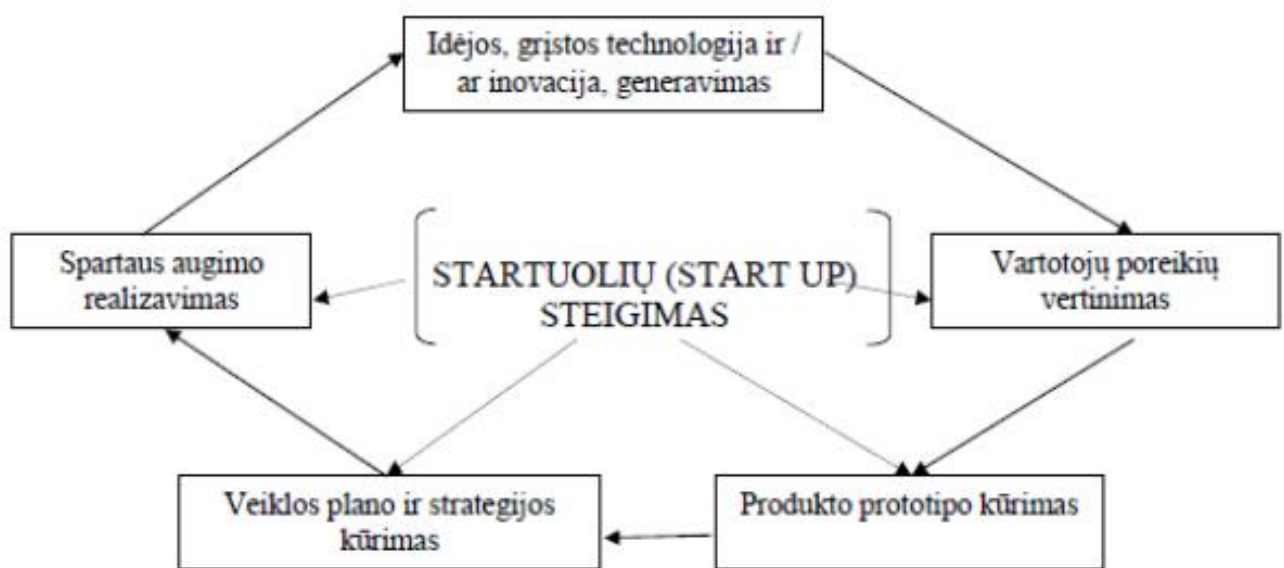 Idėjos, grįstos technologija ir /
ar inovacija, generavimas
Spartaus augimo
realizavimas
STARTUOLIŲ (START UP)
STEIGIMAS
Vartotojų poreikių
vertinimas
Veiklos plano ir strategijos
kūrimas
Produkto prototipo kūrimas